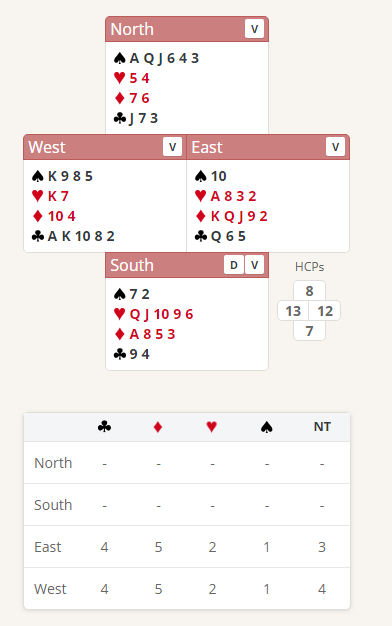 North V
♠ A Q J 6 4 3
♥ 5 4
♦ 7 6
♣ J 7 3
West V East V
♠ K 9 8 5 ♠ 10
♥ K 7 ♥ A 8 3 2
♦ 10 4 ♦ K Q J 9 2
♣ A K 10 8 2 ♣ Q 6 5
South D V
♠ 7 2
♥ Q J 10 9 6
♦ A 8 5 3
♣ 9 4
HCPs
8
13 12
7
♣ ♦ ♥ ♠ NT
North - - - - -
South - - - - -
East 4 5 2 1 3
West 4 5 2 1 4